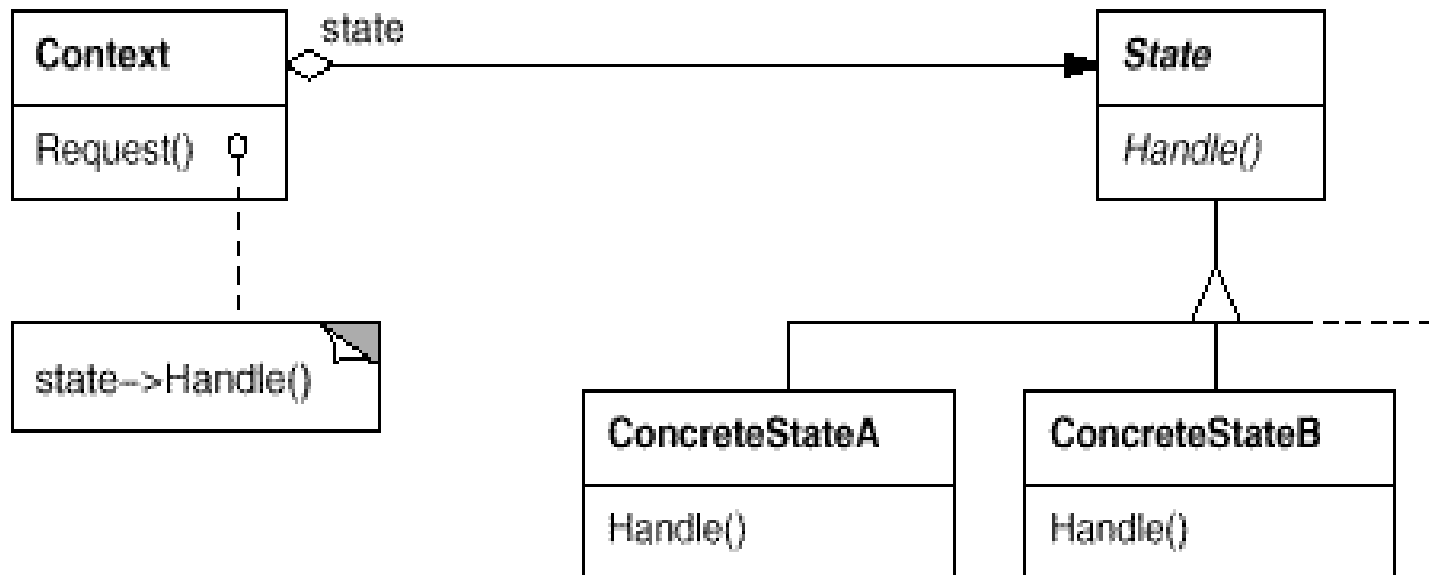 state
Context
State
Request()
Handle()
state–>Handle()
ConcreteStateA
ConcreteStateB
Handle()
Handle()